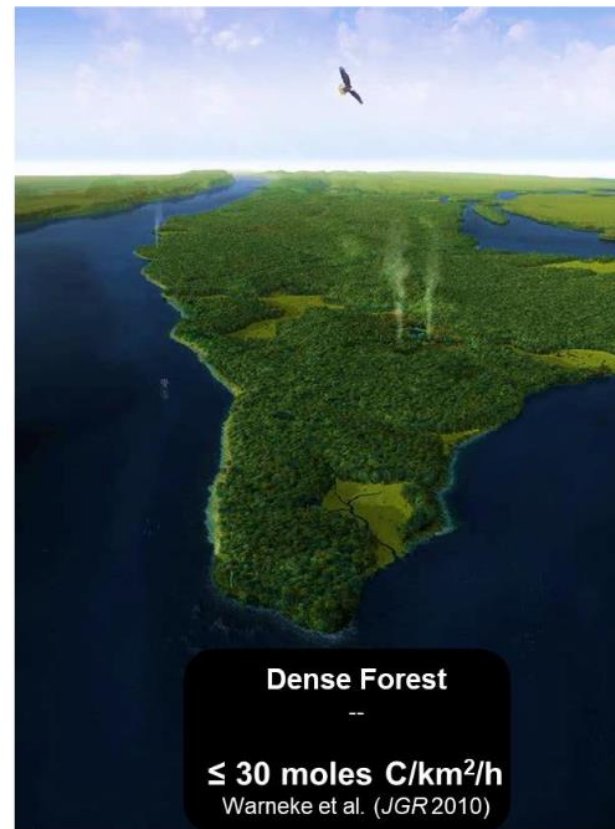 Dense Forest
--
≤ 30 moles C/km²/h
Warneke et al. (JGR 2010)